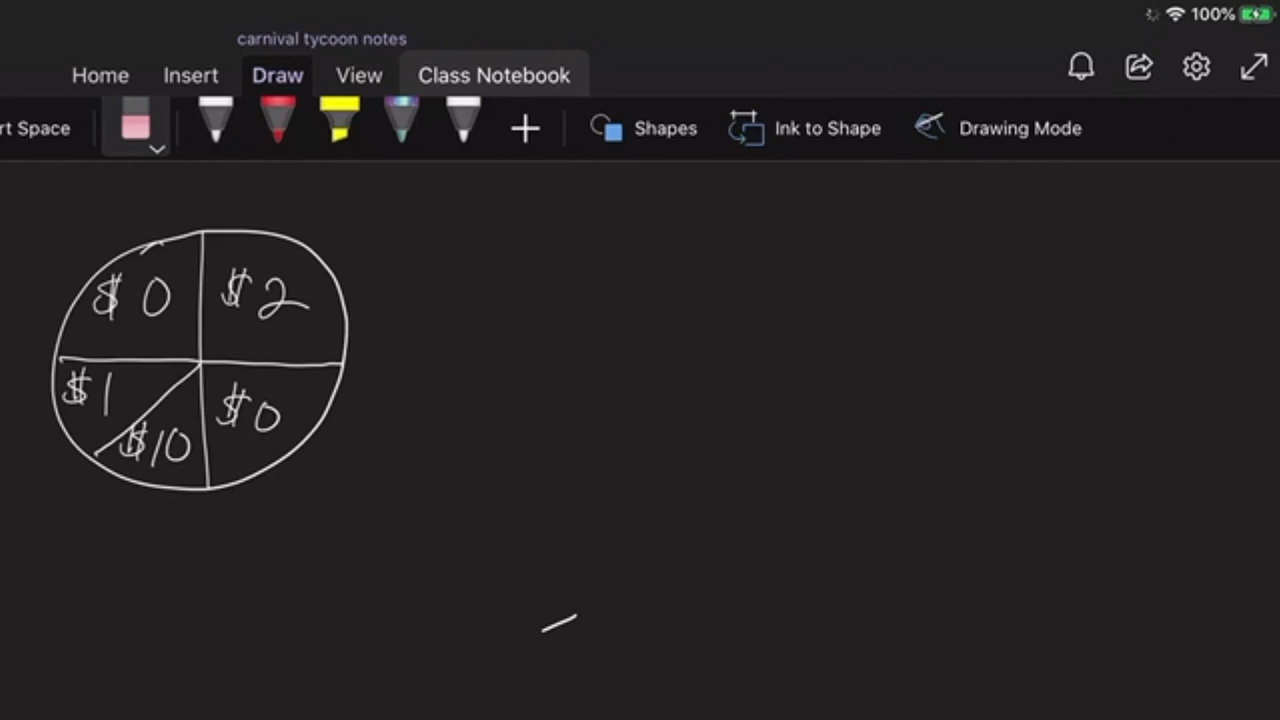 100%
carnival tycoon notes
Home Insert Draw View Class Notebook
rt Space Shapes Ink to Shape Drawing Mode
$ 0 $ 2
$ 1 $ 0
$ 10